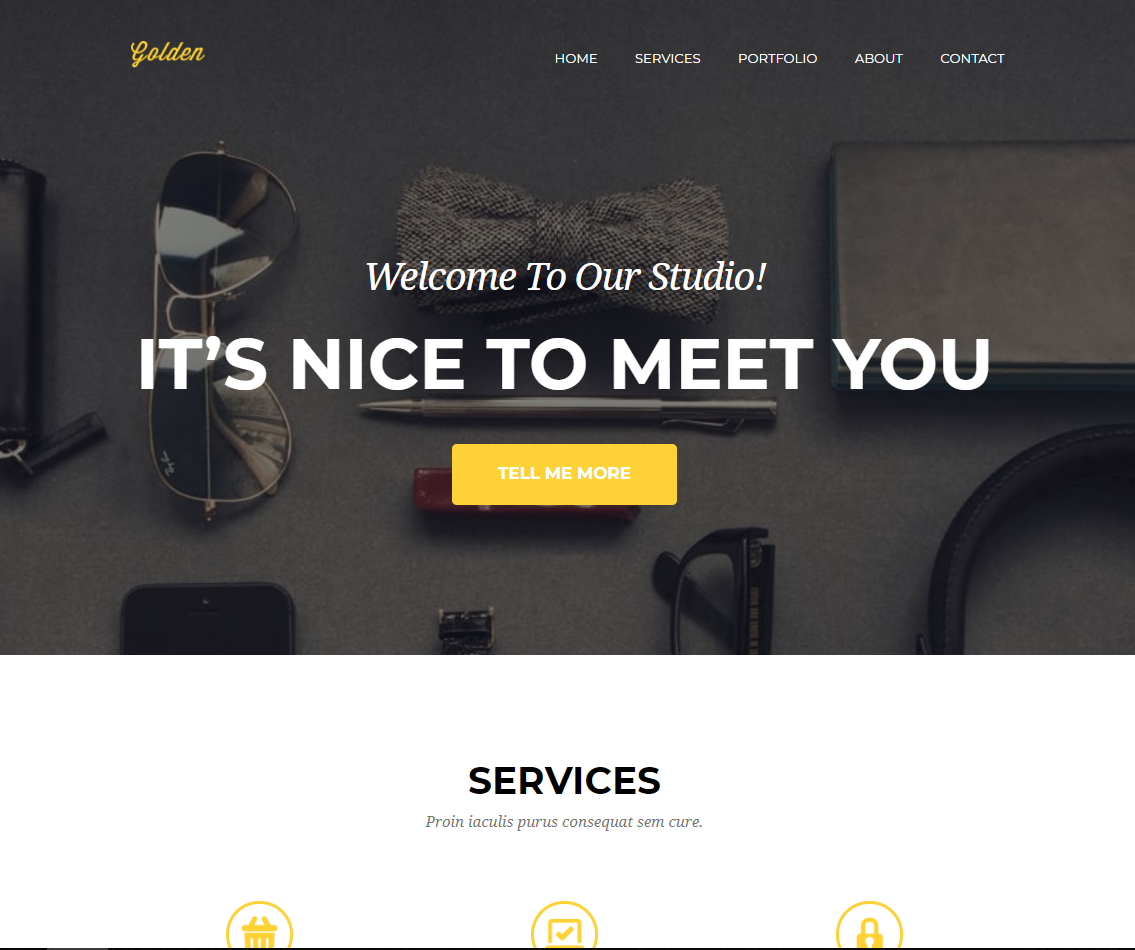 Golden
HOME SERVICES PORTFOLIO ABOUT CONTACT
Welcome To Our Studio!
IT’S NICE TO MEET YOU
TELL ME MORE
SERVICES
Proin iaculis purus consequat sem cure.